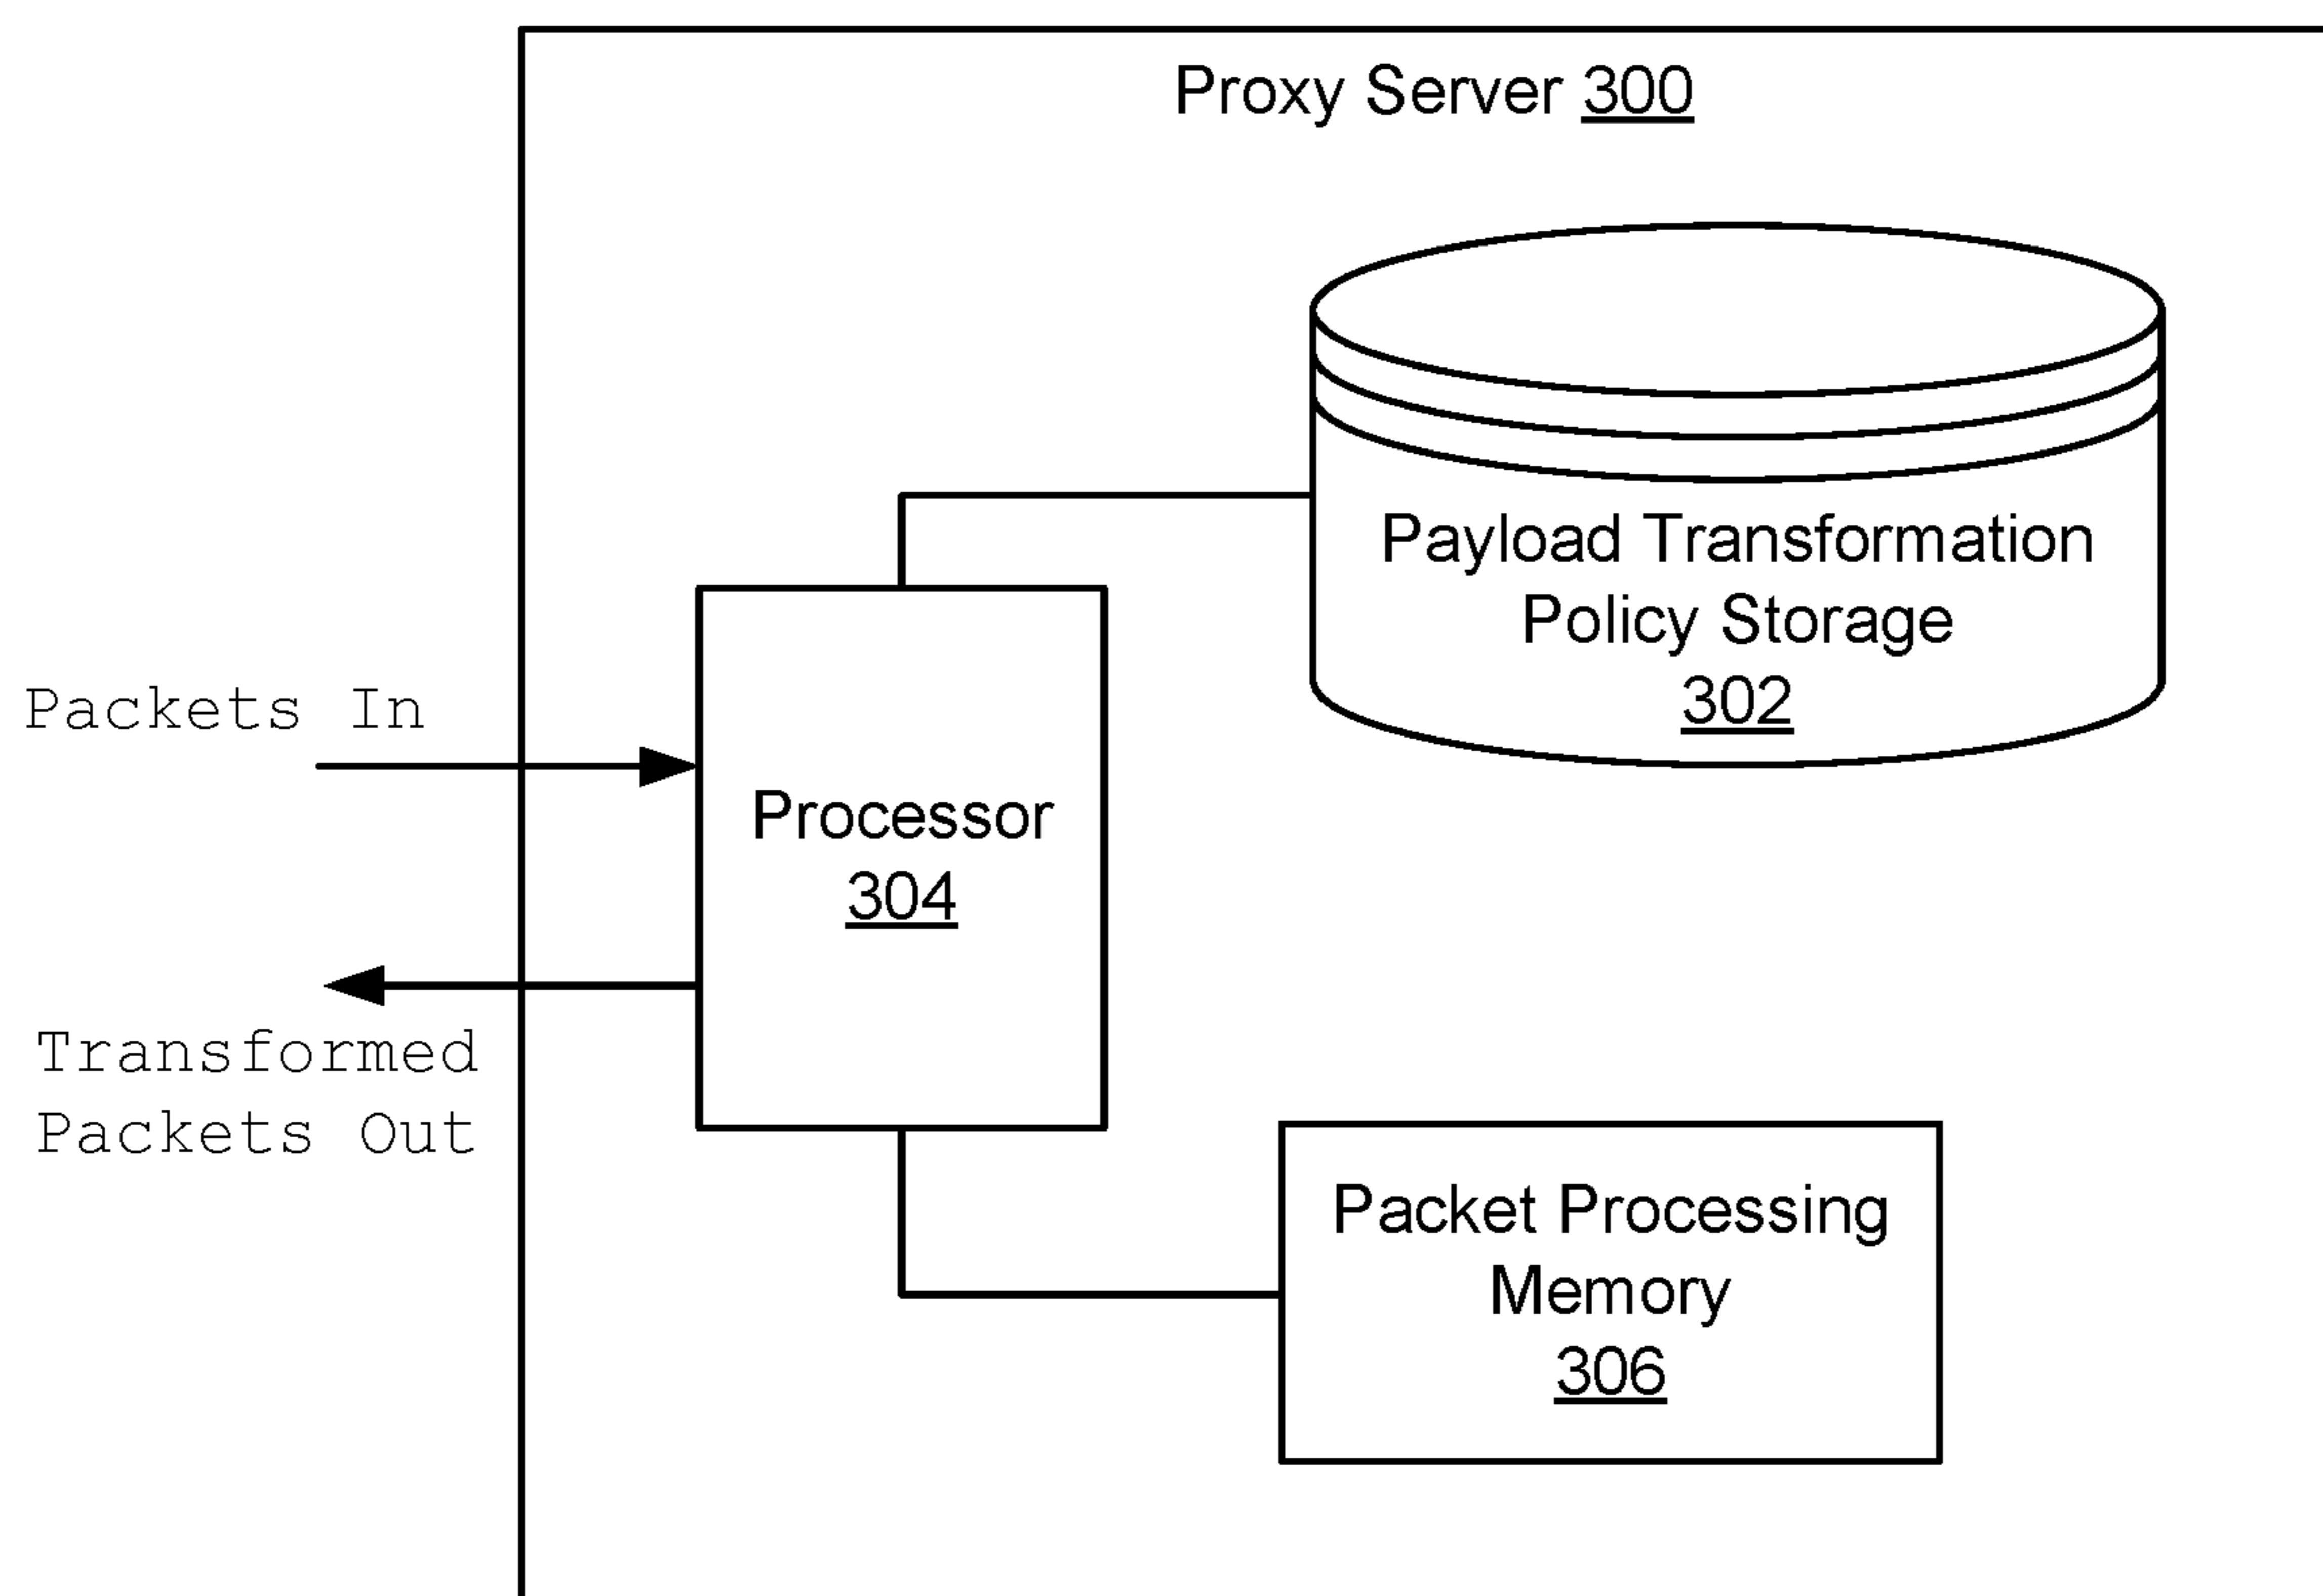 Proxy Server 300
Payload Transformation
Policy Storage
302
Packets In
Processor
304
Transformed
Packets Out
Packet Processing
Memory
306